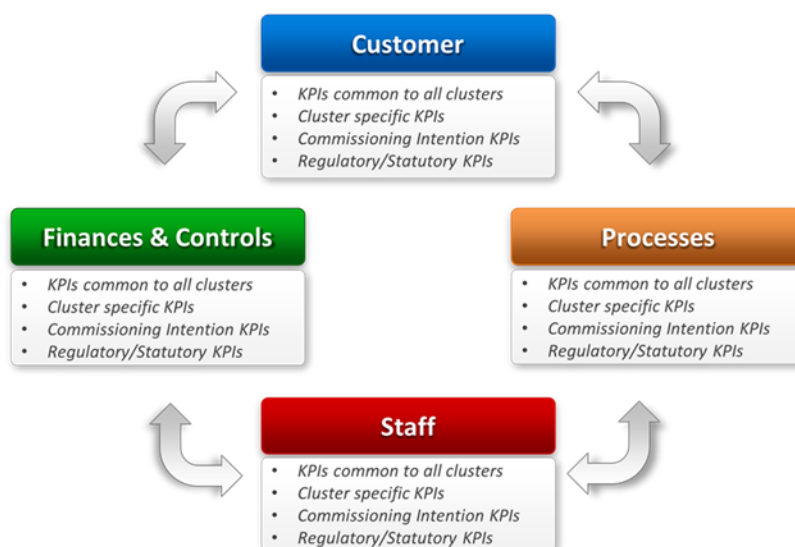 Customer
• KPIs common to all clusters
• Cluster specific KPIs
• Commissioning Intention KPIs
• Regulatory/Statutory KPIs
Finances & Controls
• KPIs common to all clusters
• Cluster specific KPIs
• Commissioning Intention KPIs
• Regulatory/Statutory KPIs
Processes
• KPIs common to all clusters
• Cluster specific KPIs
• Commissioning Intention KPIs
• Regulatory/Statutory KPIs
Staff
• KPIs common to all clusters
• Cluster specific KPIs
• Commissioning Intention KPIs
• Regulatory/Statutory KPIs